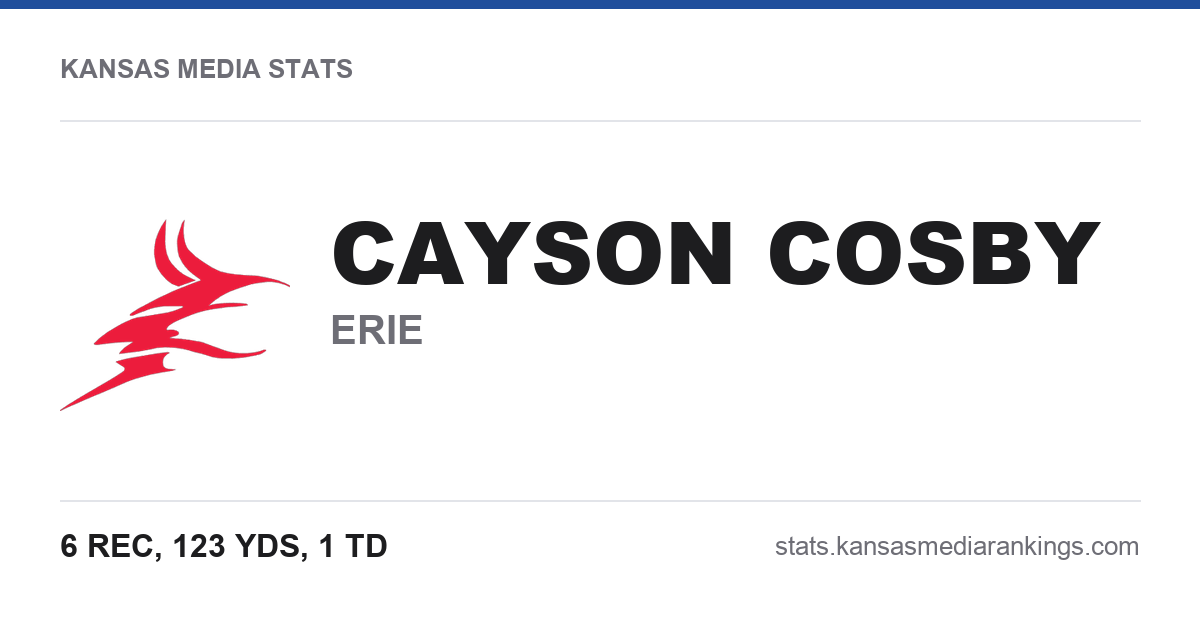 KANSAS MEDIA STATS
CAYSON COSBY
ERIE
6 REC, 123 YDS, 1 TD
stats.kansasmediarankings.com